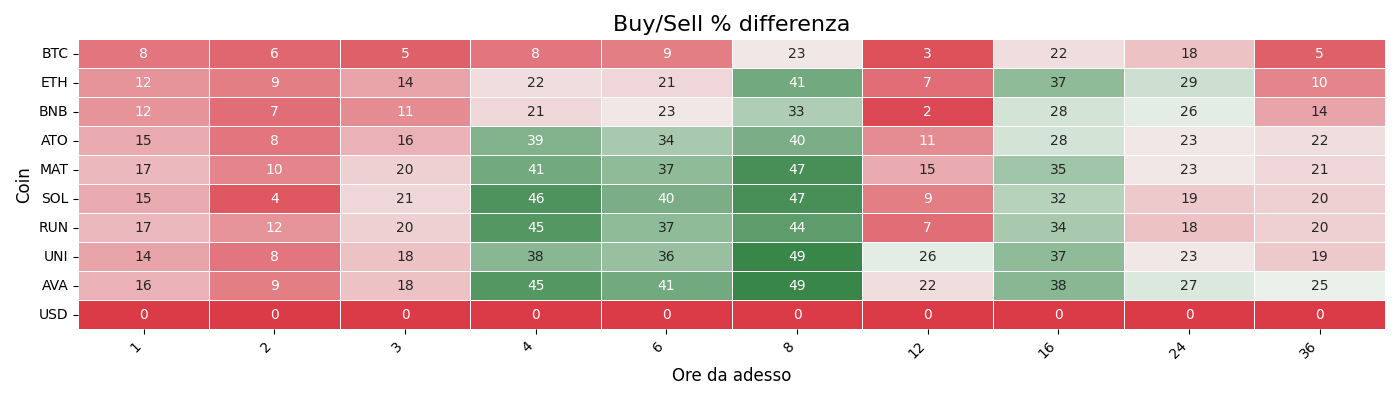 Buy/Sell % differenza
Coin
BTC 8 6 5 8 9 23 3 22 18 5
ETH 12 9 14 22 21 41 7 37 29 10
BNB 12 7 11 21 23 33 2 28 26 14
ATO 15 8 16 39 34 40 11 28 23 22
MAT 17 10 20 41 37 47 15 35 23 21
SOL 15 4 21 46 40 47 9 32 19 20
RUN 17 12 20 45 37 44 7 34 18 20
UNI 14 8 18 38 36 49 26 37 23 19
AVA 16 9 18 45 41 49 22 38 27 25
USD 0 0 0 0 0 0 0 0 0 0
1 2 3 4 6 8 12 16 24 36
Ore da adesso